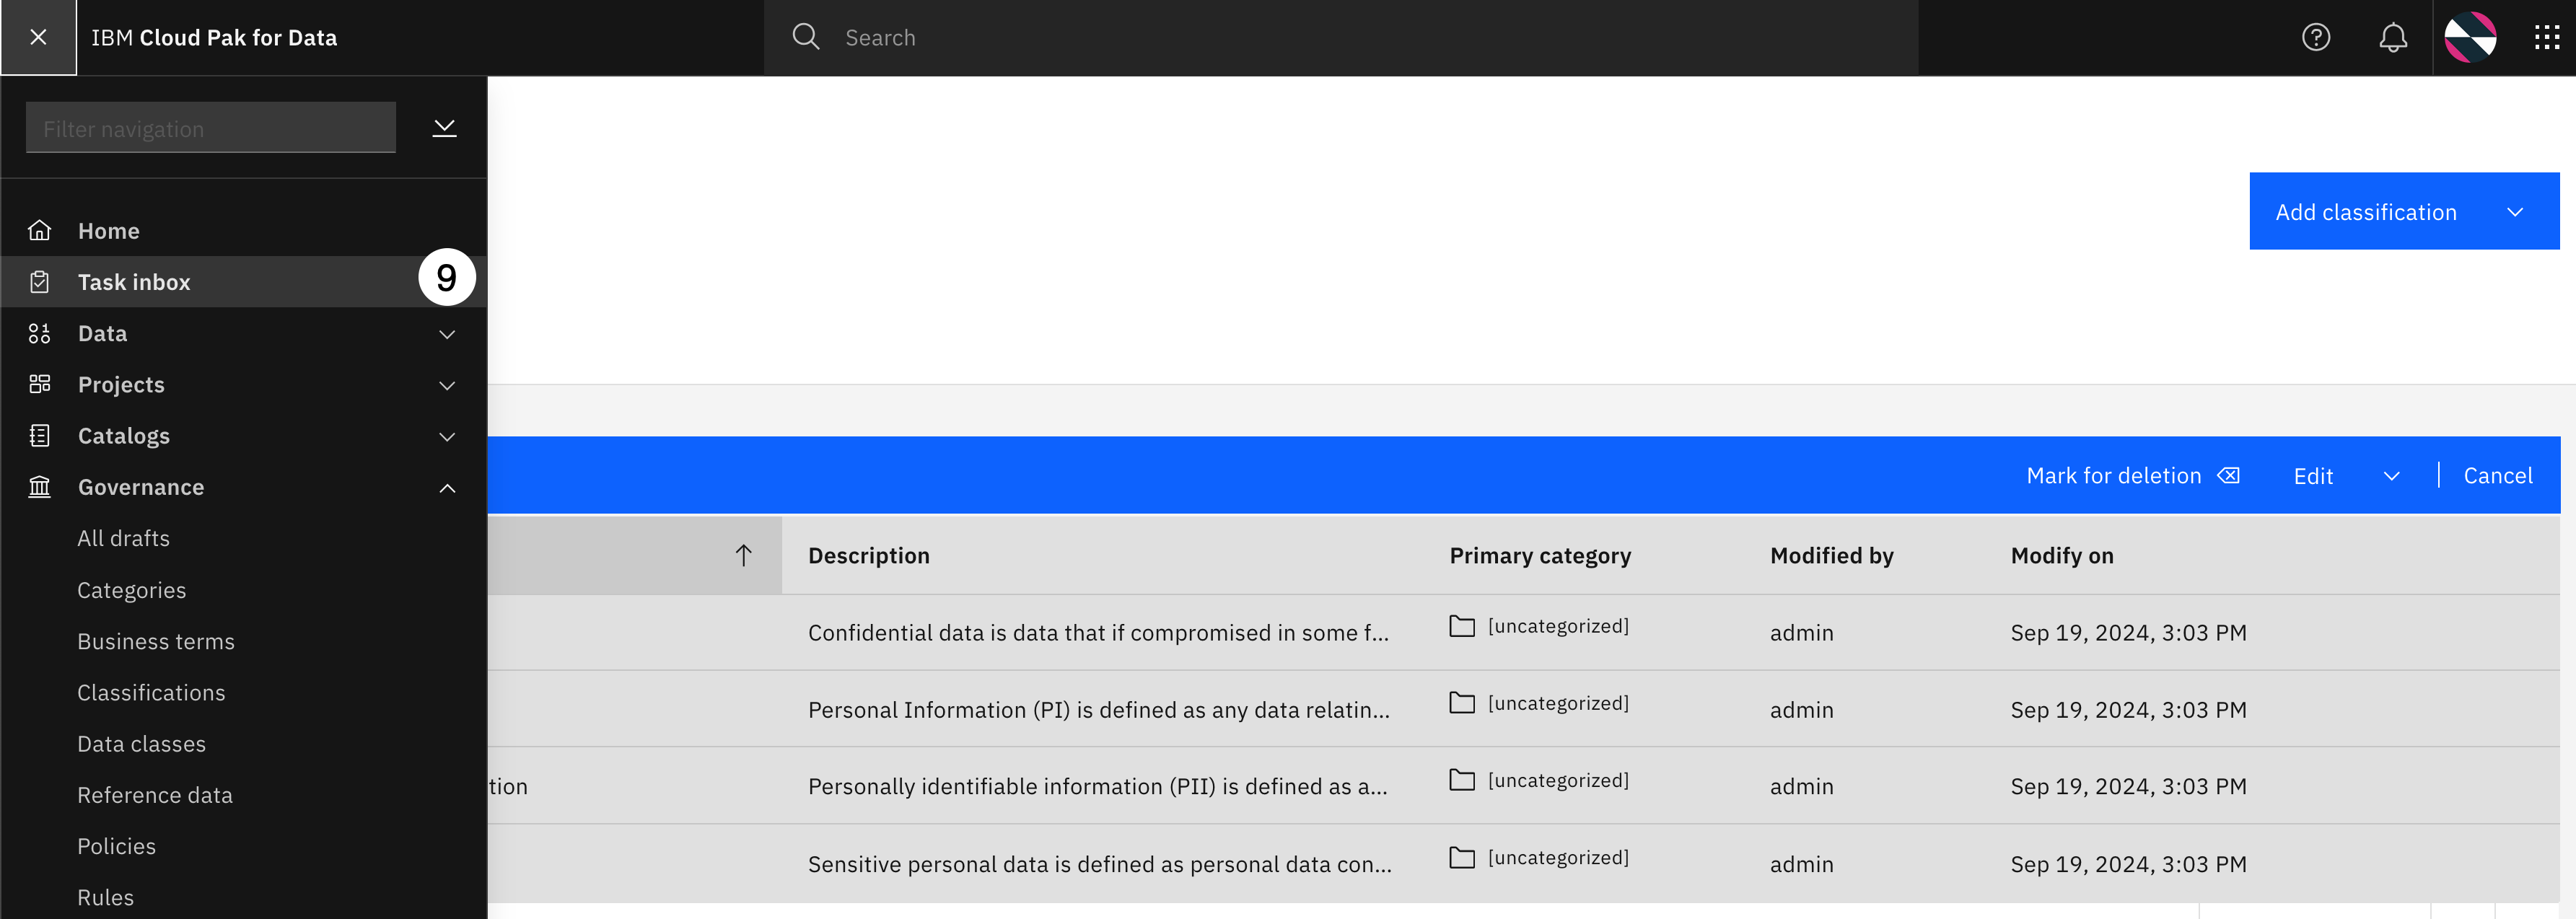 IBM Cloud Pak for Data
Search
Filter navigation
Home
Task inbox
9
Data
Projects
Catalogs
Governance
All drafts
Categories
Business terms
Classifications
Data classes
Reference data
Policies
Rules
Add classification
Mark for deletion Edit Cancel
Description Primary category Modified by Modify on
Confidential data is data that if compromised in some f... [uncategorized] admin Sep 19, 2024, 3:03 PM
Personal Information (PI) is defined as any data relatin... [uncategorized] admin Sep 19, 2024, 3:03 PM
tion Personally identifiable information (PII) is defined as a... [uncategorized] admin Sep 19, 2024, 3:03 PM
Sensitive personal data is defined as personal data con... [uncategorized] admin Sep 19, 2024, 3:03 PM